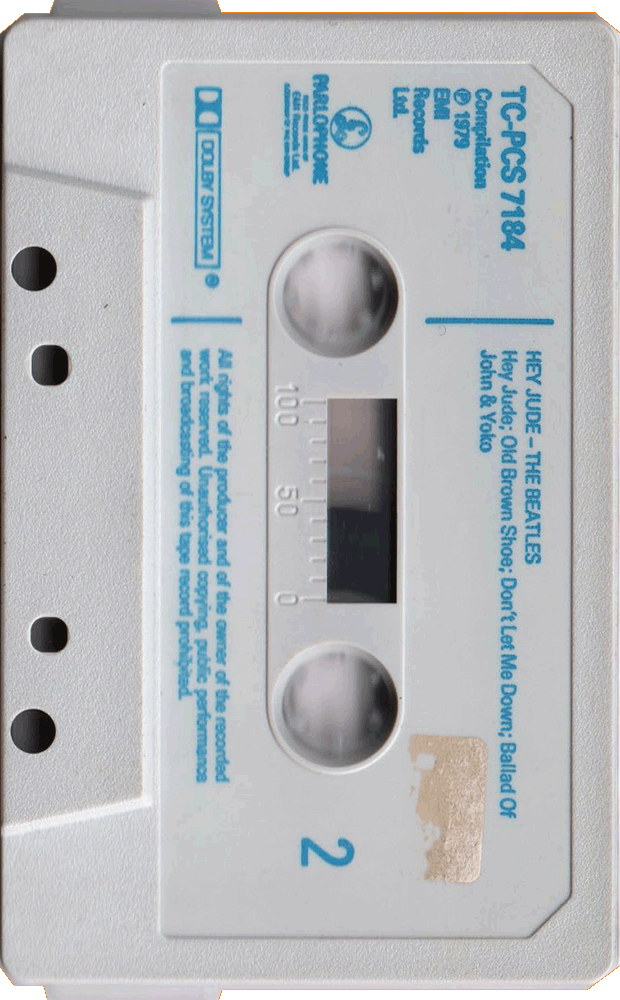 TC-PCS 7184
Compilation
℗ 1979
EMI
Records
Ltd.
HEY JUDE – THE BEATLES
Hey Jude; Old Brown Shoe; Don't Let Me Down; Ballad Of
John & Yoko
PARLOPHONE
100 50 0
2
DOLBY SYSTEM ®
All rights of the producer and of the owner of the recorded
work reserved. Unauthorised copying, public performance
and broadcasting of this tape record prohibited.